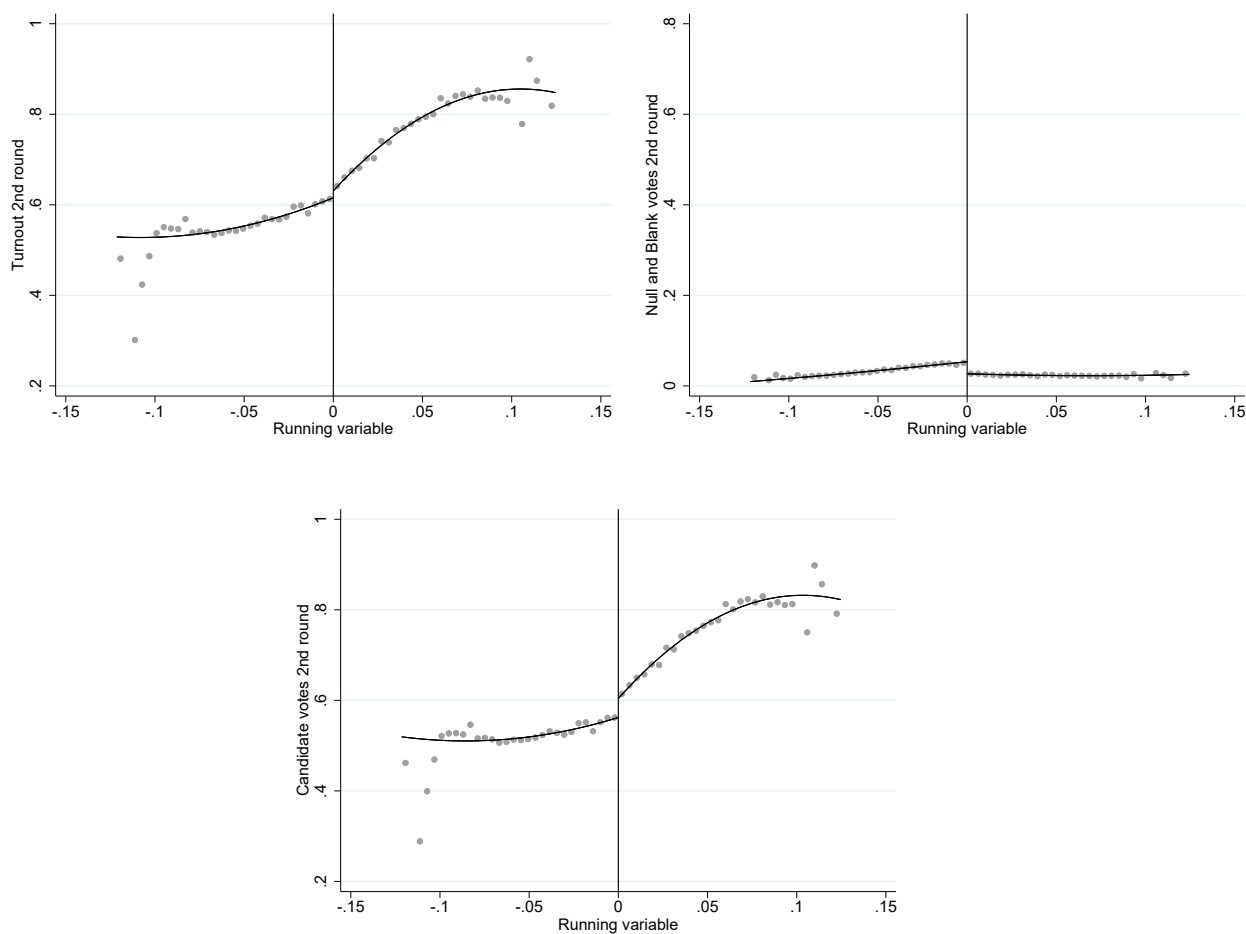 Turnout 2nd round
1
.8
.6
.4
.2
-.15 -.1 -.05 0 .05 .1 .15
Running variable
Null and Blank votes 2nd round
.8
.6
.4
.2
0
-.15 -.1 -.05 0 .05 .1 .15
Running variable
Candidate votes 2nd round
1
.8
.6
.4
.2
-.15 -.1 -.05 0 .05 .1 .15
Running variable